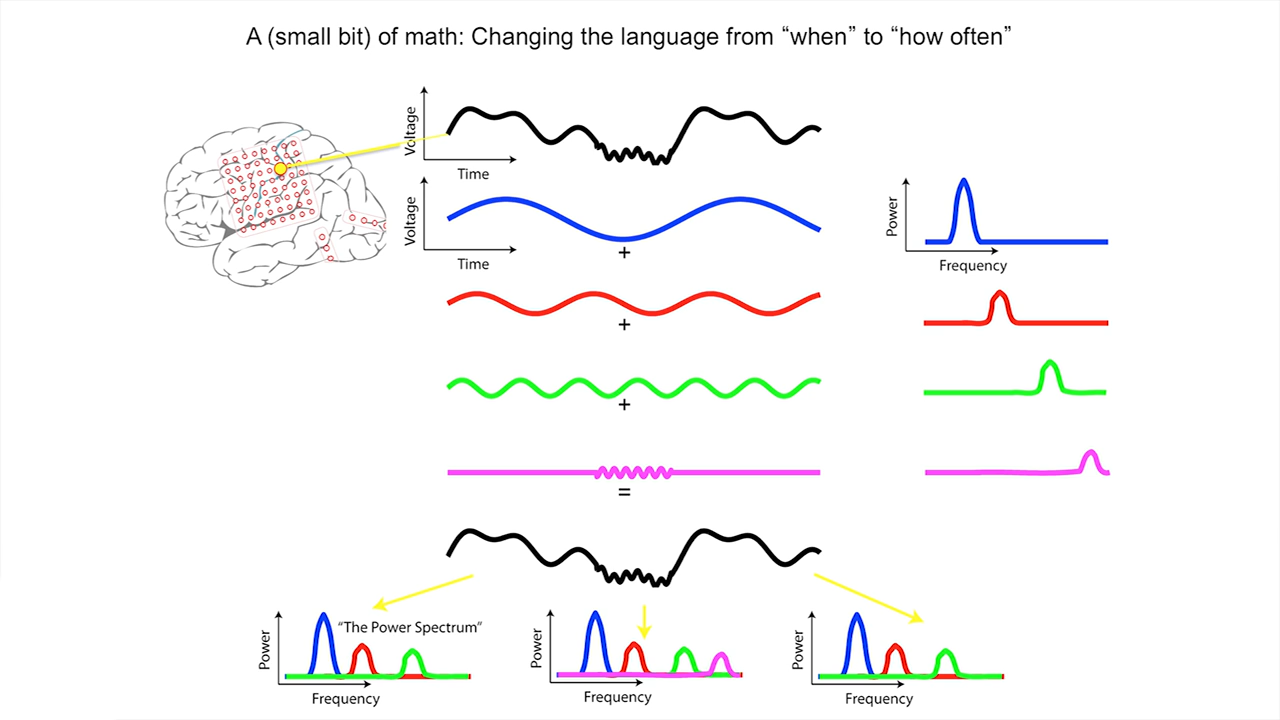 A (small bit) of math: Changing the language from “when” to “how often”
Voltage
Time
Voltage
Time
+
Power
Frequency
+
+
=
Power
“The Power Spectrum”
Frequency
Power
Frequency
Power
Frequency